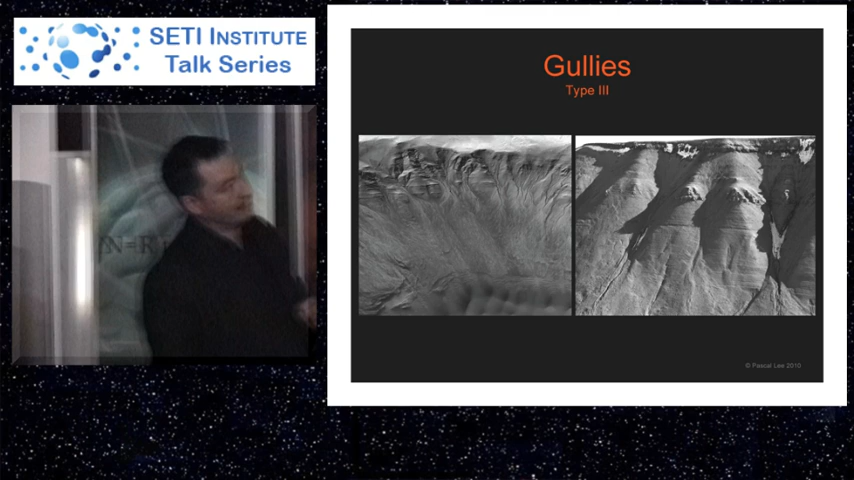 SETI INSTITUTE
Talk Series
N=R
Gullies
Type III
© Pascal Lee 2010